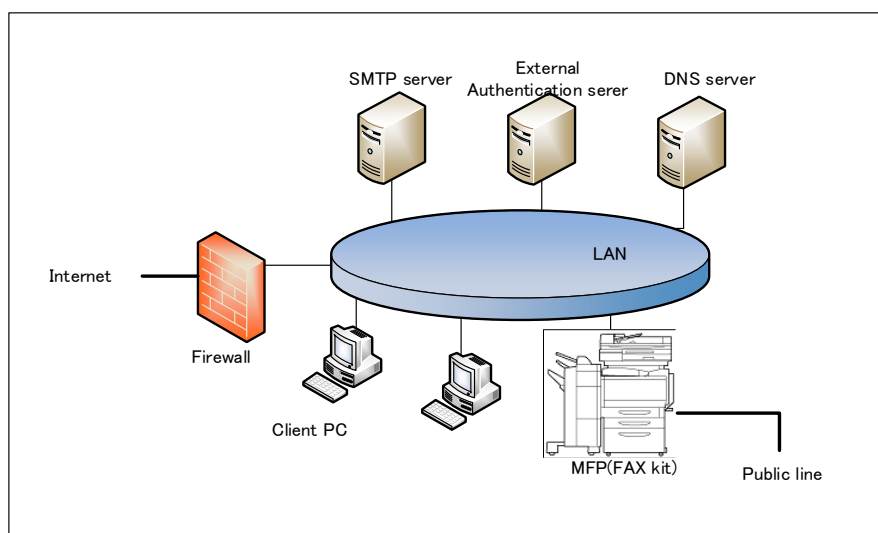 SMTP server
External
Authentication serer
DNS server
LAN
Internet
Firewall
Client PC
MFP(FAX kit)
Public line